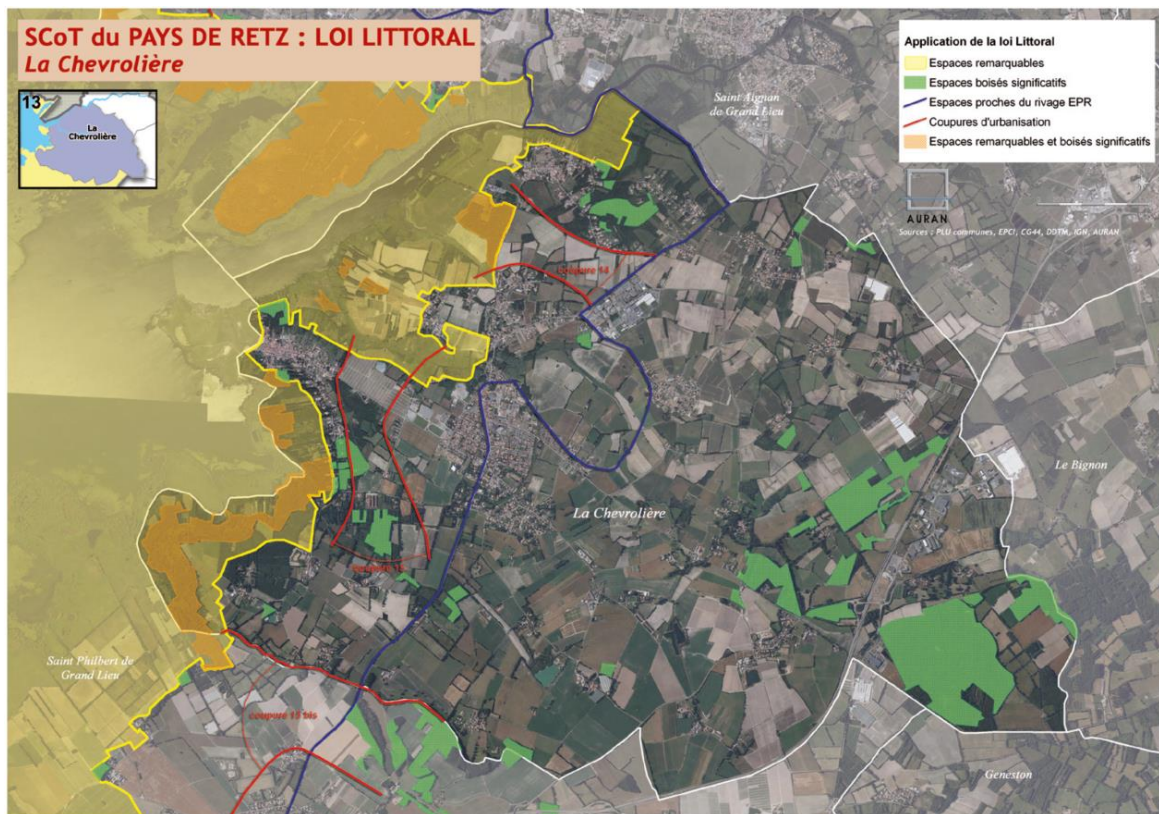 SCoT du PAYS DE RETZ : LOI LITTORAL
La Chevrolière
13
La
Chevrolière
Application de la loi Littoral
Espaces remarquables
Espaces boisés significatifs
Espaces proches du rivage EPR
Coupures d'urbanisation
Espaces remarquables et boisés significatifs
AURAN
Sources : PLU communes, EPCI, CG44, DDTM, IGN, AURAN
Saint Aignan
de Grand Lieu
coupure 14
Le Bignon
La Chevrolière
Saint Philbert de
Grand Lieu
coupure 15 bis
Geneston